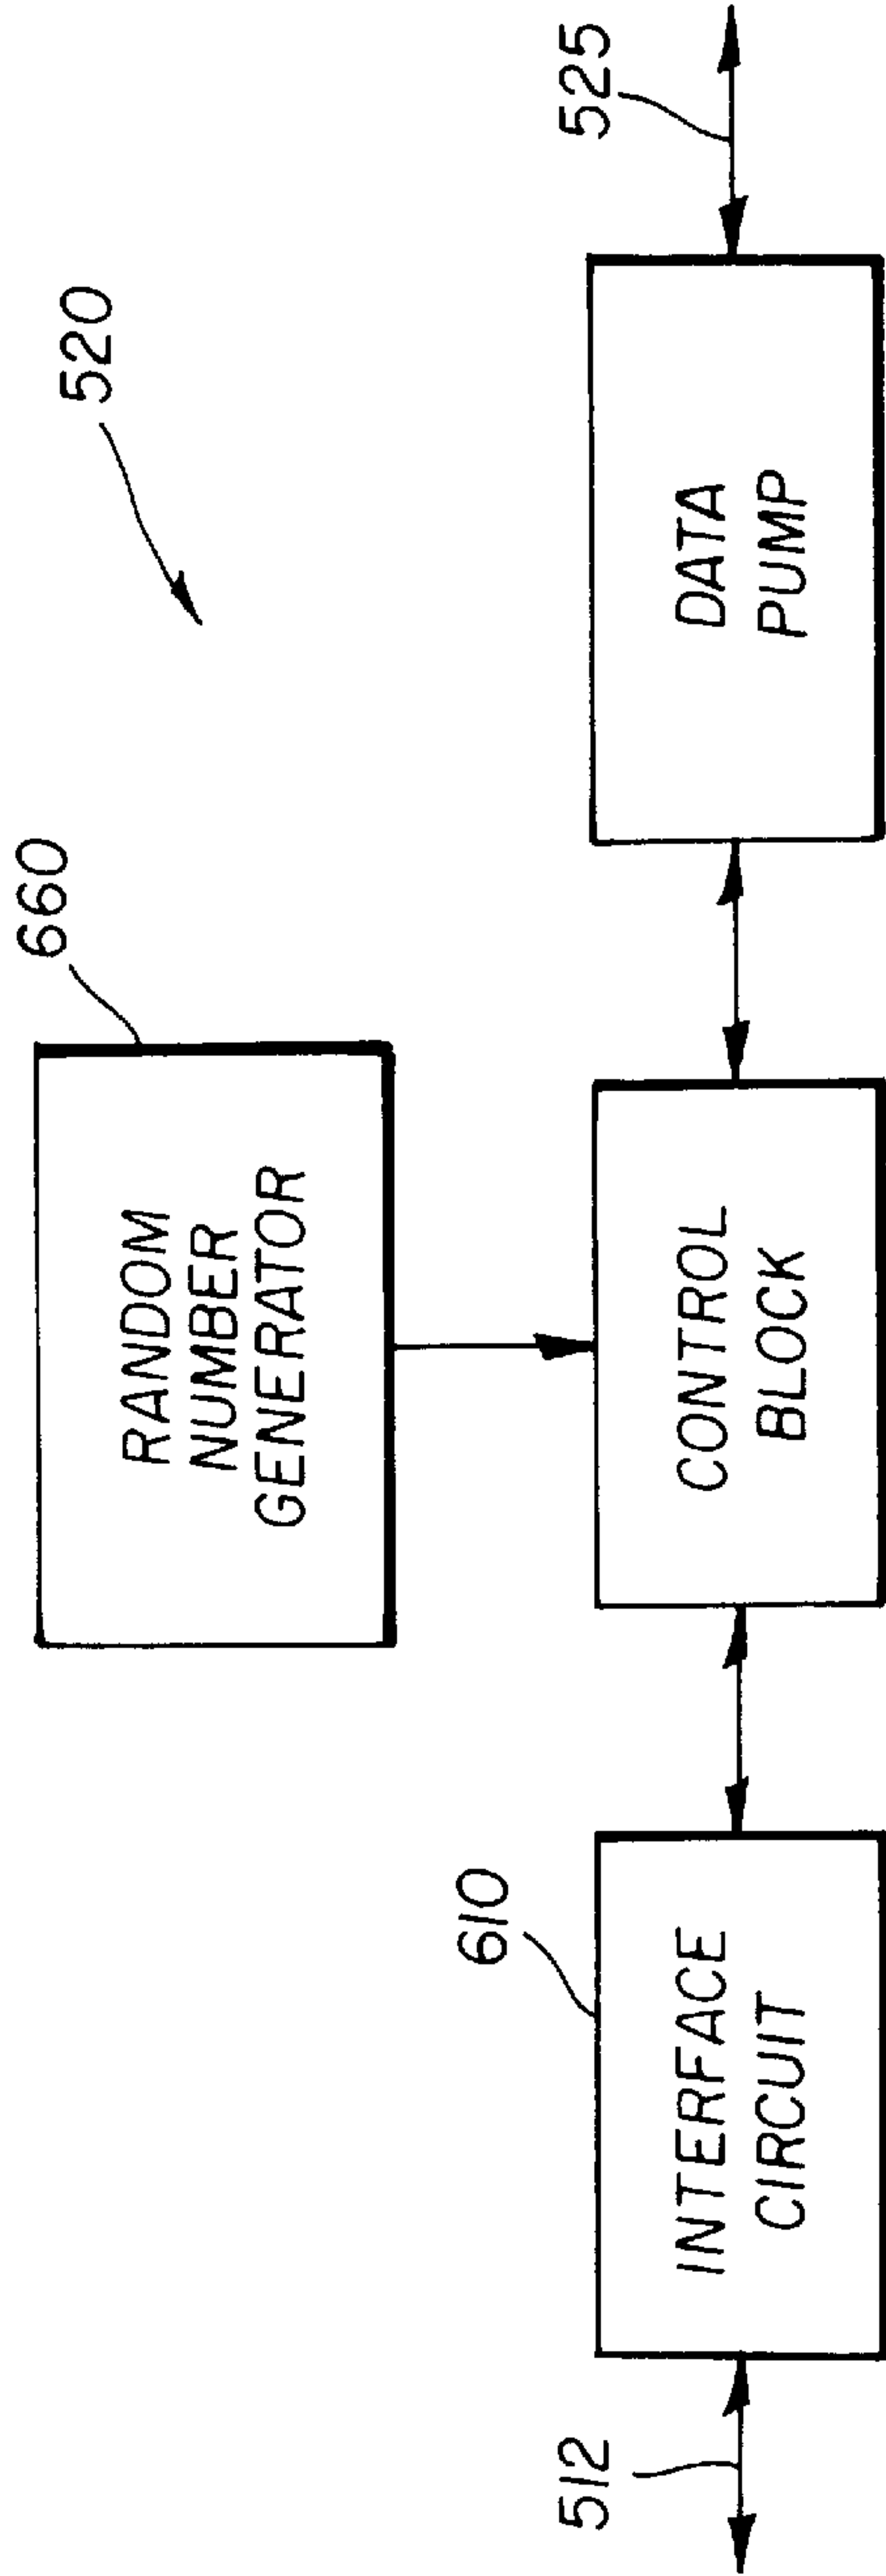 520
660
RANDOM
NUMBER
GENERATOR
525
610
512
INTERFACE
CIRCUIT
CONTROL
BLOCK
DATA
PUMP